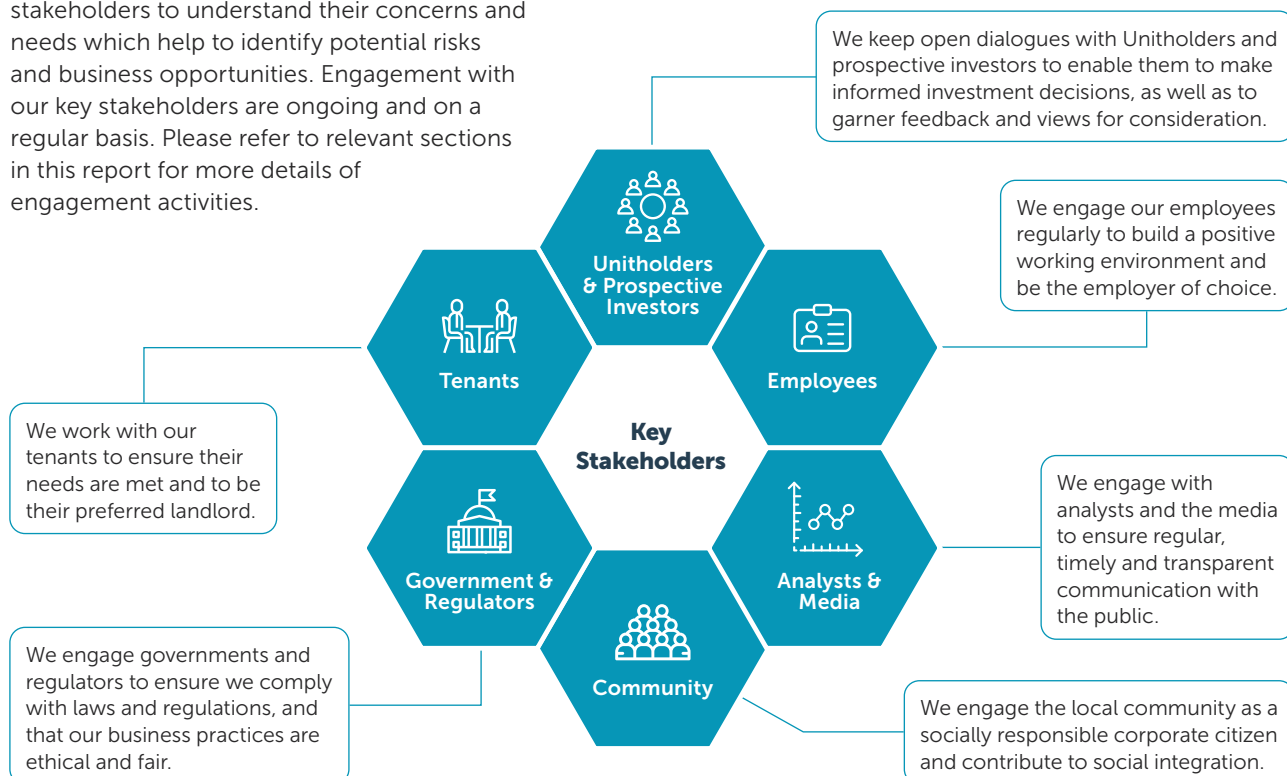 stakeholders to understand their concerns and
needs which help to identify potential risks
and business opportunities. Engagement with
our key stakeholders are ongoing and on a
regular basis. Please refer to relevant sections
in this report for more details of
engagement activities.
We keep open dialogues with Unitholders and
prospective investors to enable them to make
informed investment decisions, as well as to
garner feedback and views for consideration.
Unitholders
& Prospective
Investors
We engage our employees
regularly to build a positive
working environment and
be the employer of choice.
Tenants
Employees
We work with our
tenants to ensure their
needs are met and to be
their preferred landlord.
Key
Stakeholders
We engage with
analysts and the media
to ensure regular,
timely and transparent
communication with
the public.
Government &
Regulators
Analysts &
Media
We engage governments and
regulators to ensure we comply
with laws and regulations, and
that our business practices are
ethical and fair.
Community
We engage the local community as a
socially responsible corporate citizen
and contribute to social integration.